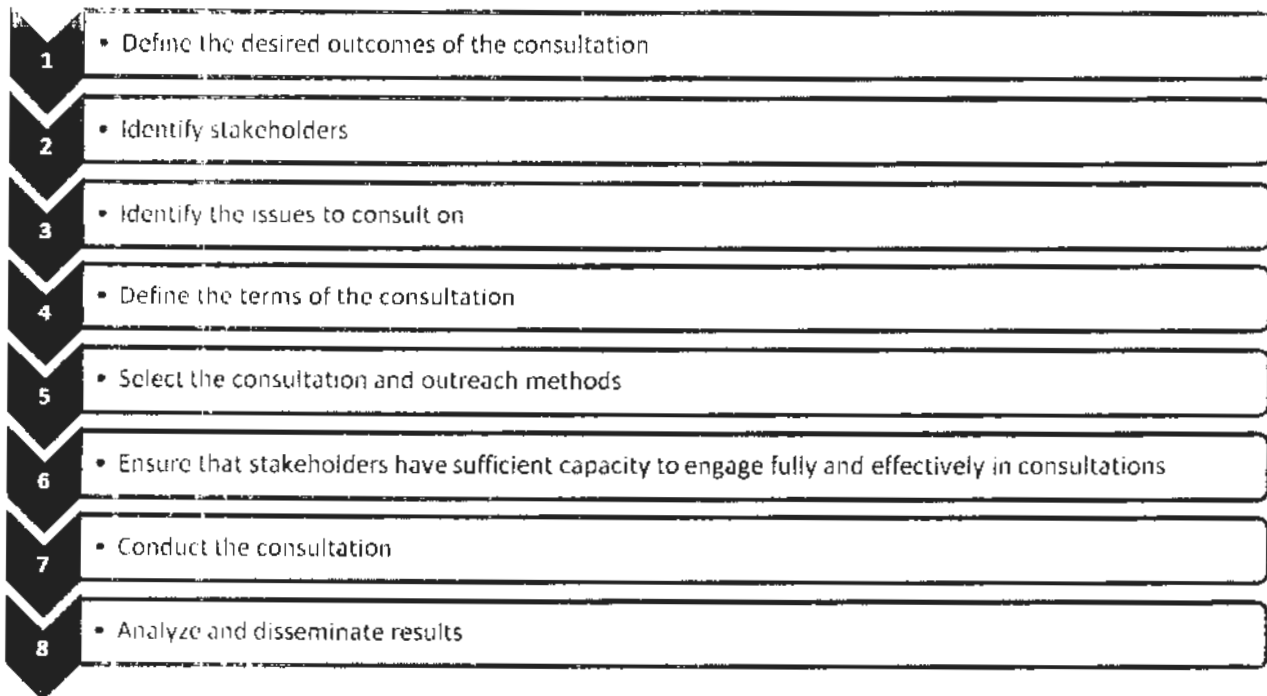 1
• Define the desired outcomes of the consultation
2
• Identify stakeholders
3
• Identify the issues to consult on
4
• Define the terms of the consultation
5
• Select the consultation and outreach methods
6
• Ensure that stakeholders have sufficient capacity to engage fully and effectively in consultations
7
• Conduct the consultation
8
• Analyze and disseminate results